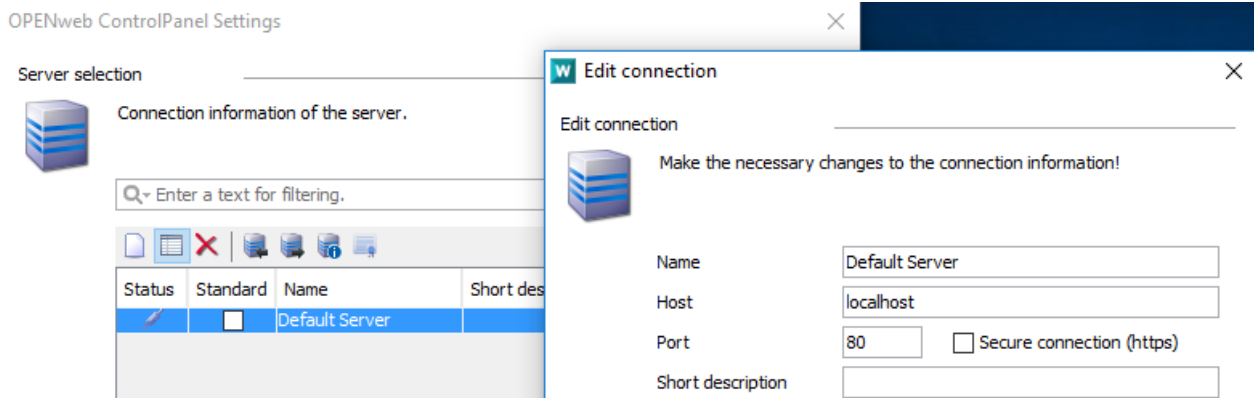 OPENweb ControlPanel Settings
Server selection
Connection information of the server.
Enter a text for filtering.
Status Standard Name Short des
Default Server
W Edit connection
Edit connection
Make the necessary changes to the connection information!
Name Default Server
Host localhost
Port 80 Secure connection (https)
Short description